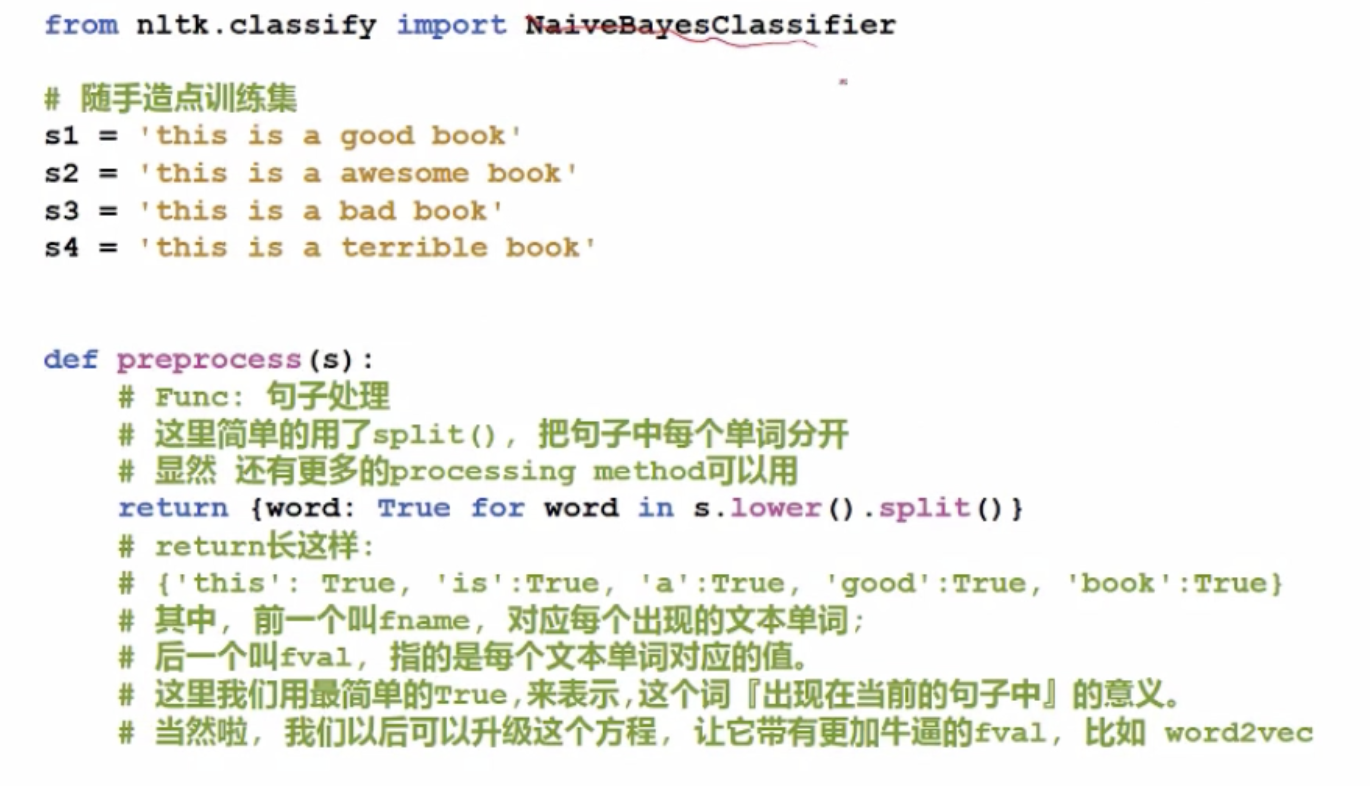 from nltk.classify import NaiveBayesClassifier
# 随手造点训练集
s1 = 'this is a good book'
s2 = 'this is a awesome book'
s3 = 'this is a bad book'
s4 = 'this is a terrible book'
def preprocess(s):
# Func: 句子处理
# 这里简单的用了split(), 把句子中每个单词分开
# 显然 还有更多的processing method可以用
return {word: True for word in s.lower().split()}
# return长这样:
# {'this': True, 'is':True, 'a':True, 'good':True, 'book':True}
# 其中, 前一个叫fname, 对应每个出现的文本单词;
# 后一个叫fval, 指的是每个文本单词对应的值。
# 这里我们用最简单的True,来表示,这个词『出现在当前的句子中』的意义。
# 当然啦, 我们以后可以升级这个方程, 让它带有更加牛逼的fval, 比如 word2vec